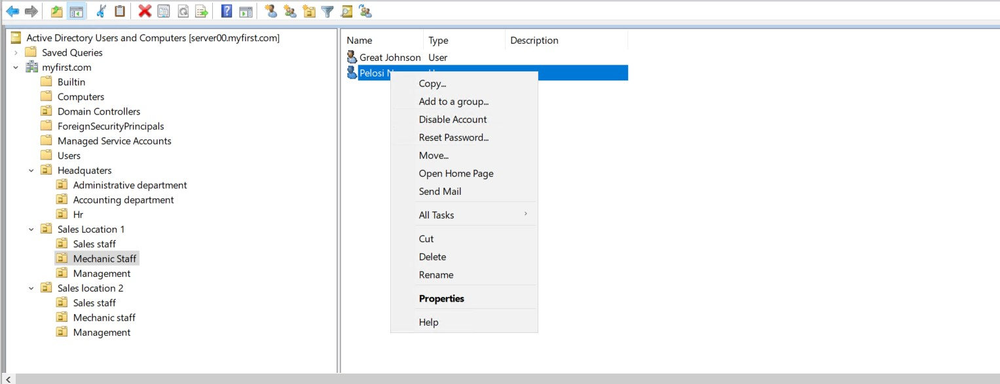 Active Directory Users and Computers [server00.myfirst.com]
Saved Queries
myfirst.com
Builtin
Computers
Domain Controllers
ForeignSecurityPrincipals
Managed Service Accounts
Users
Headquaters
Administrative department
Accounting department
Hr
Sales Location 1
Sales staff
Mechanic Staff
Management
Sales location 2
Sales staff
Mechanic staff
Management
Name Type Description
Great Johnson User
Pelosi
Copy...
Add to a group...
Disable Account
Reset Password...
Move...
Open Home Page
Send Mail
All Tasks
Cut
Delete
Rename
Properties
Help